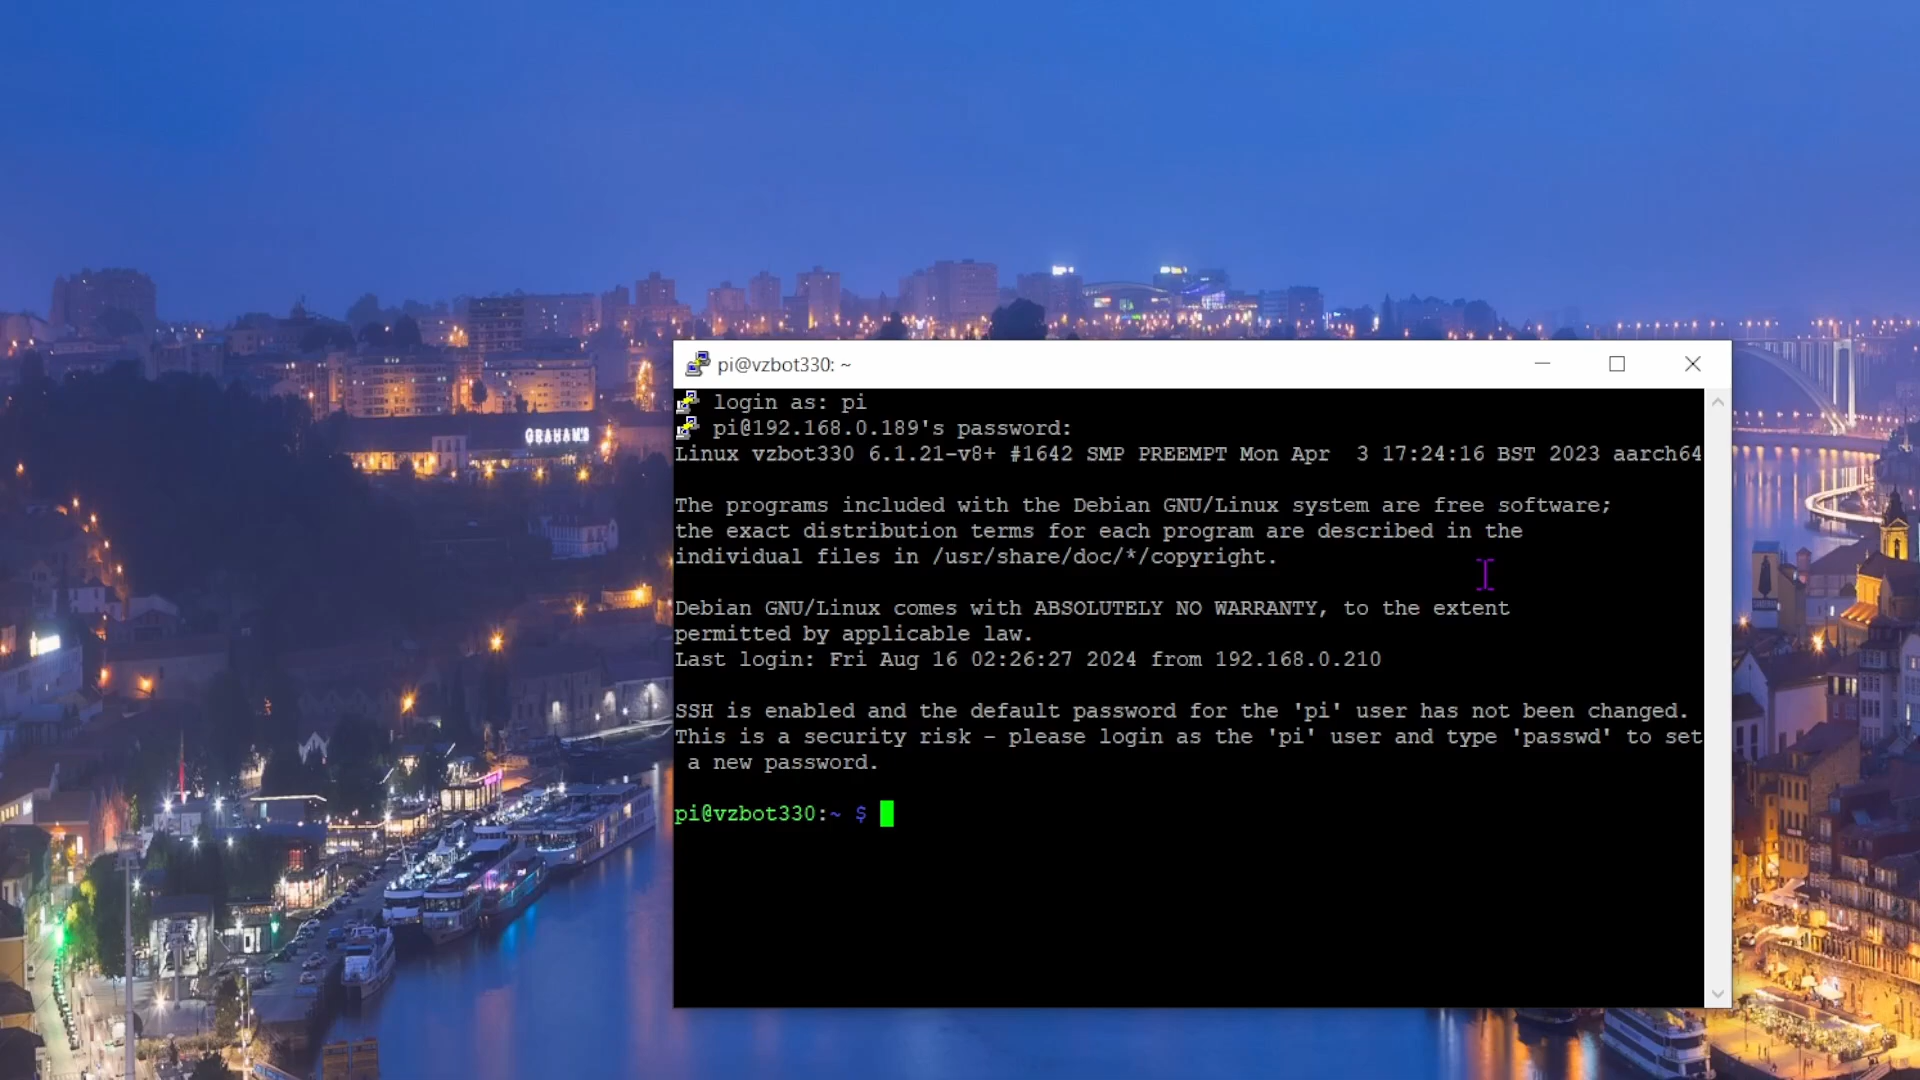 GRAHAM'S
pi@vzbot330: ~
login as: pi
pi@192.168.0.189's password:
Linux vzbot330 6.1.21-v8+ #1642 SMP PREEMPT Mon Apr  3 17:24:16 BST 2023 aarch64
The programs included with the Debian GNU/Linux system are free software;
the exact distribution terms for each program are described in the
individual files in /usr/share/doc/*/copyright.
Debian GNU/Linux comes with ABSOLUTELY NO WARRANTY, to the extent
permitted by applicable law.
Last login: Fri Aug 16 02:26:27 2024 from 192.168.0.210
SSH is enabled and the default password for the 'pi' user has not been changed.
This is a security risk - please login as the 'pi' user and type 'passwd' to set
 a new password.
pi@vzbot330:~ $